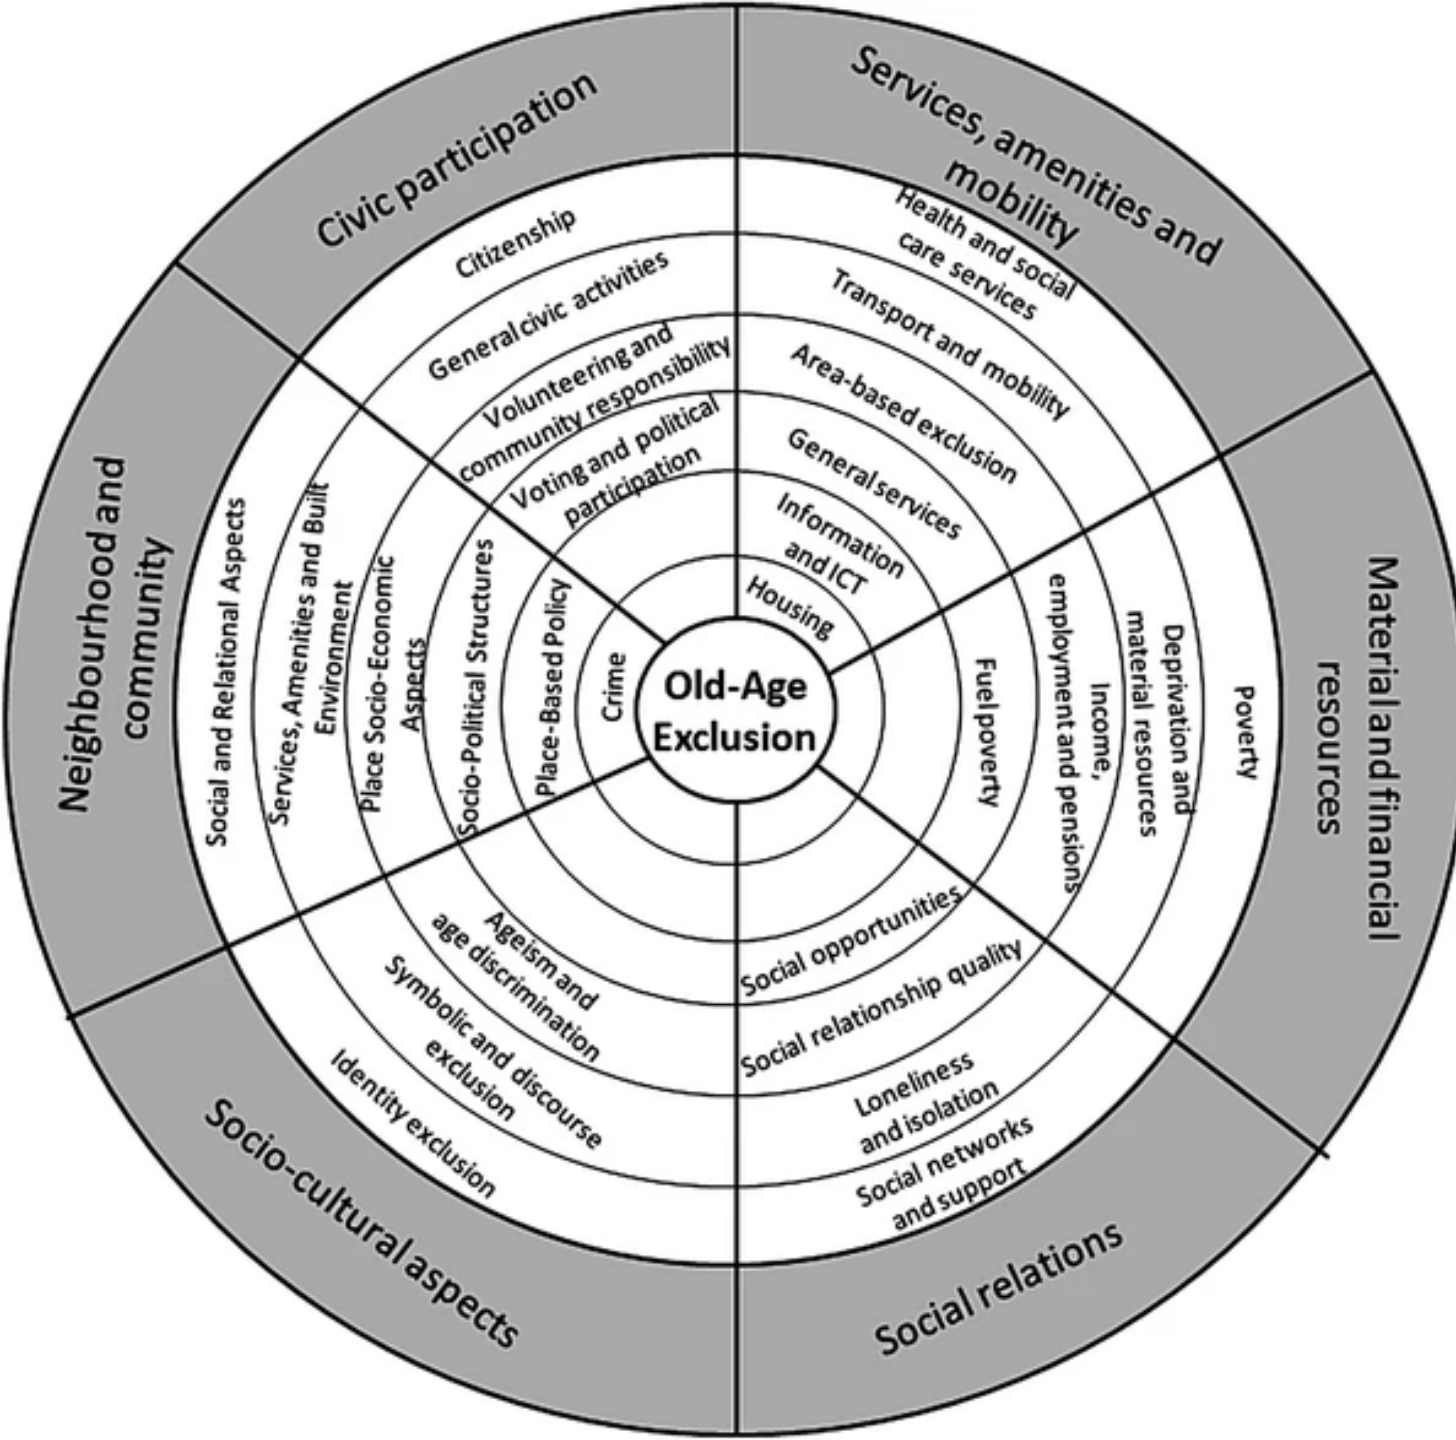 Old-Age
Exclusion
Civic participation
Citizenship
General civic activities
Volunteering and
community responsibility
Voting and political
participation
Services, amenities and
mobility
Health and social
care services
Transport and mobility
Area-based exclusion
General services
Information
and ICT
Housing
Material and financial
resources
Poverty
Deprivation and
material resources
Income,
employment and pensions
Fuel poverty
Social relations
Social networks
and support
Loneliness
and isolation
Social relationship quality
Social opportunities
Socio-cultural aspects
Identity exclusion
Symbolic and discourse
exclusion
Ageism and
age discrimination
Neighbourhood and
community
Social and Relational Aspects
Services, Amenities and Built
Environment
Place Socio-Economic
Aspects
Socio-Political Structures
Place-Based Policy
Crime